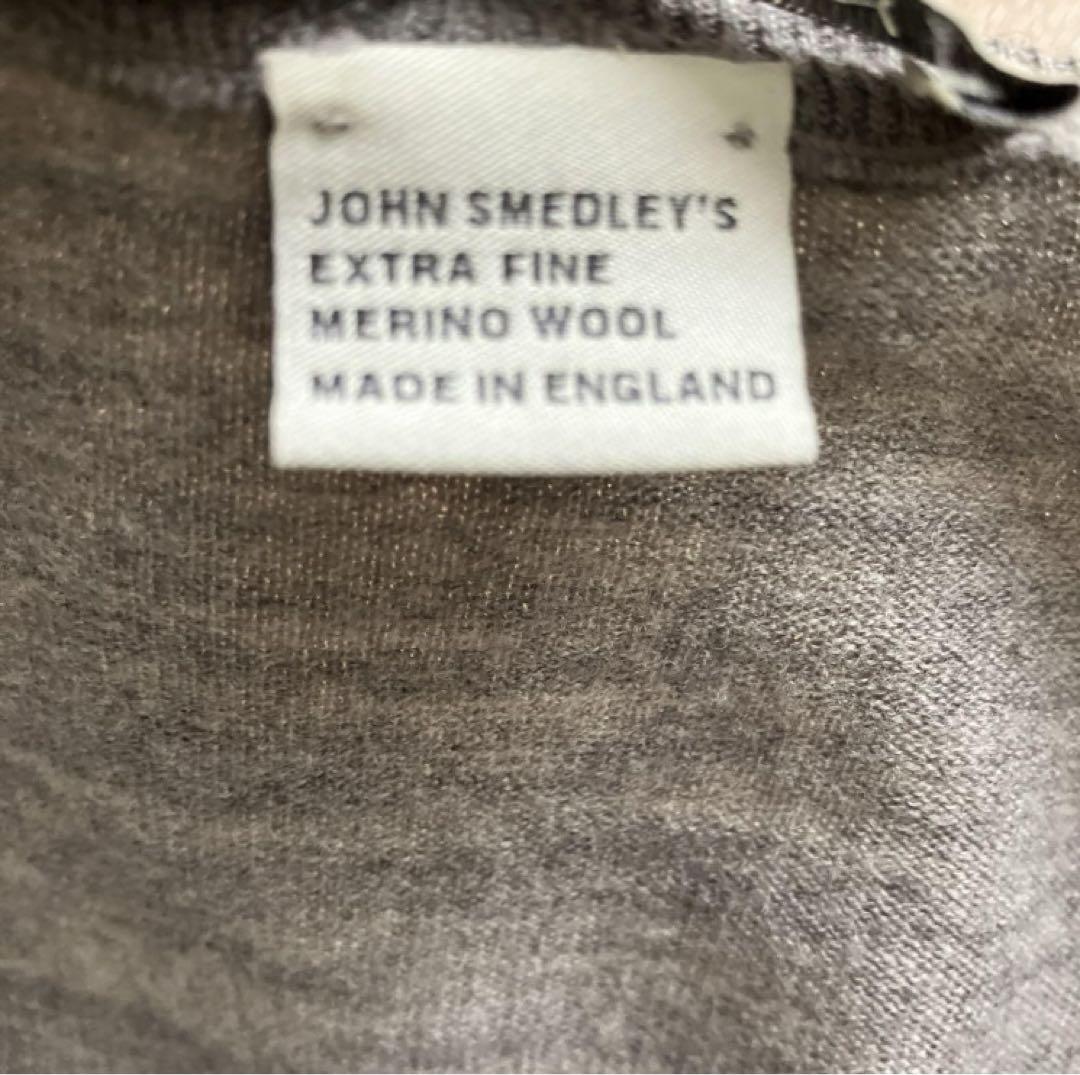 JOHN SMEDLEY'S
EXTRA FINE
MERINO WOOL
MADE IN ENGLAND